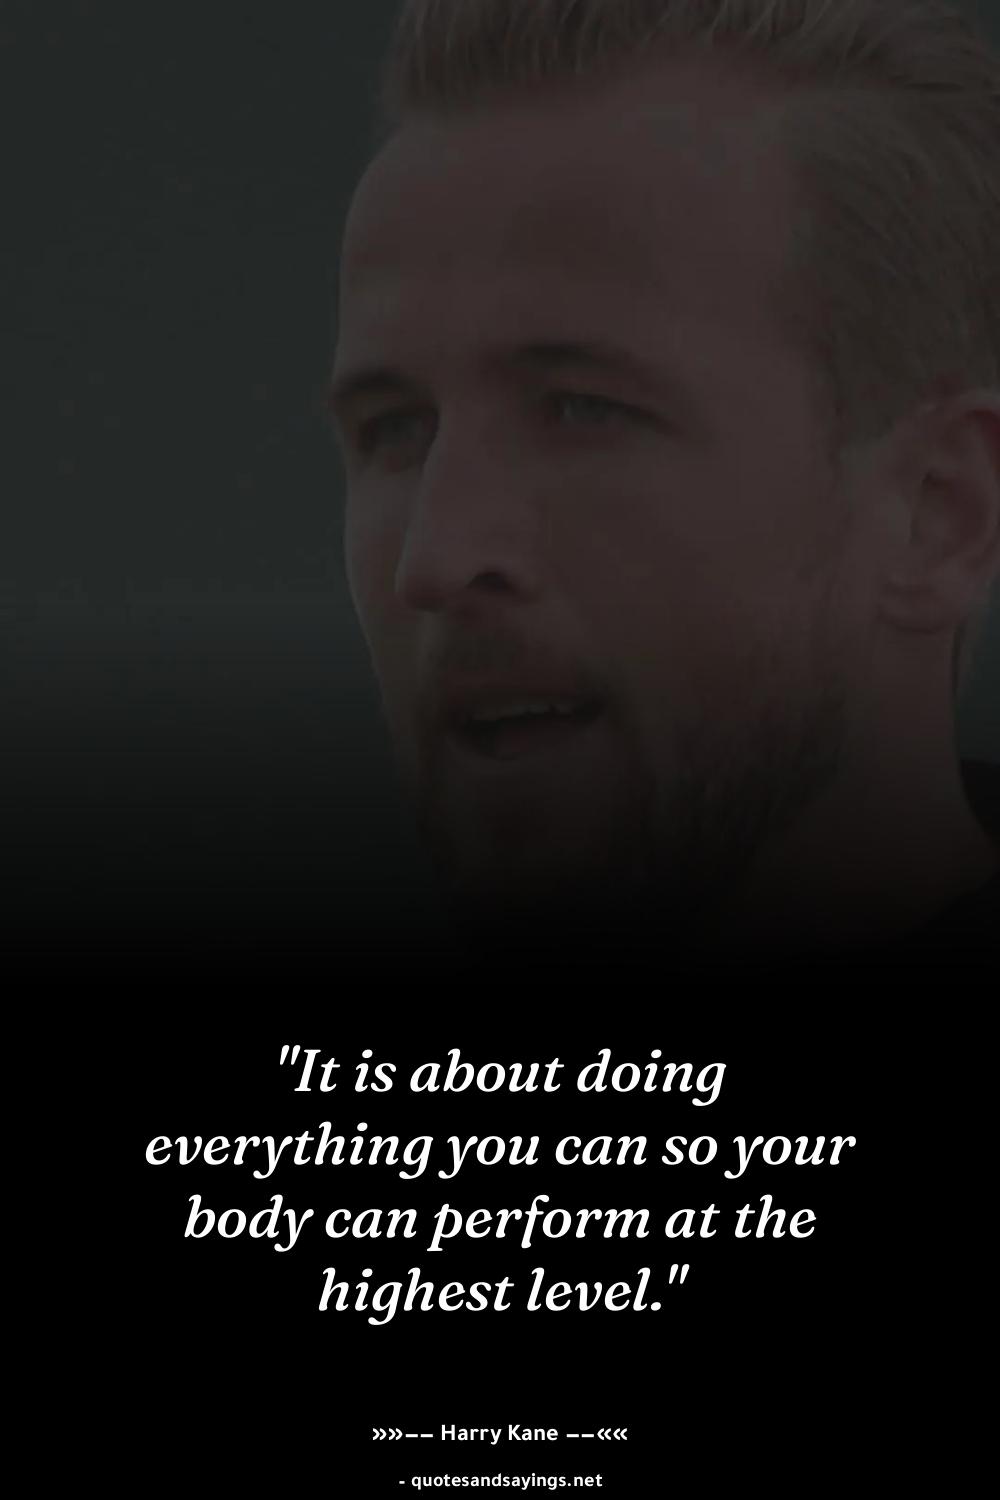 "It is about doing
everything you can so your
body can perform at the
highest level."
»»−− Harry Kane −−««
- quotesandsayings.net